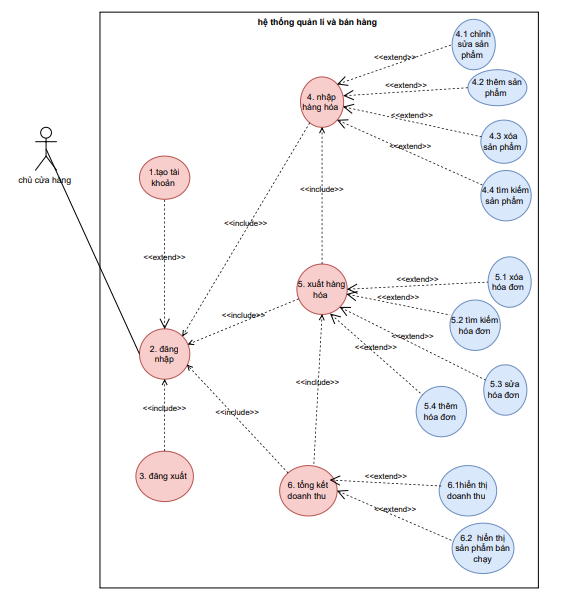 hệ thống quản lí và bán hàng
4.1 chỉnh
sửa sản
phẩm
<<extend>>
<<extend>>
4.2 thêm sản
phẩm
4. nhập
hàng hóa
<<extend>>
4.3 xóa
sản phẩm
<<extend>>
chủ cửa hàng
1.tạo tài
khoản
<<include>>
4.4 tìm kiếm
sản phẩm
<<include>>
<<extend>>
5. xuất hàng
hóa
<<extend>>
5.1 xóa
hóa đơn
<<extend>>
<<include>>
5.2 tìm kiếm
hóa đơn
<<extend>>
2. đăng
nhập
<<extend>>
<<include>>
5.3 sửa
hóa đơn
<<include>>
<<include>>
5.4 thêm
hóa đơn
3. đăng xuất
6. tổng kết
doanh thu
<<extend>>
6.1hiển thị
doanh thu
<<extend>>
6.2 hiển thị
sản phẩm bán
chạy